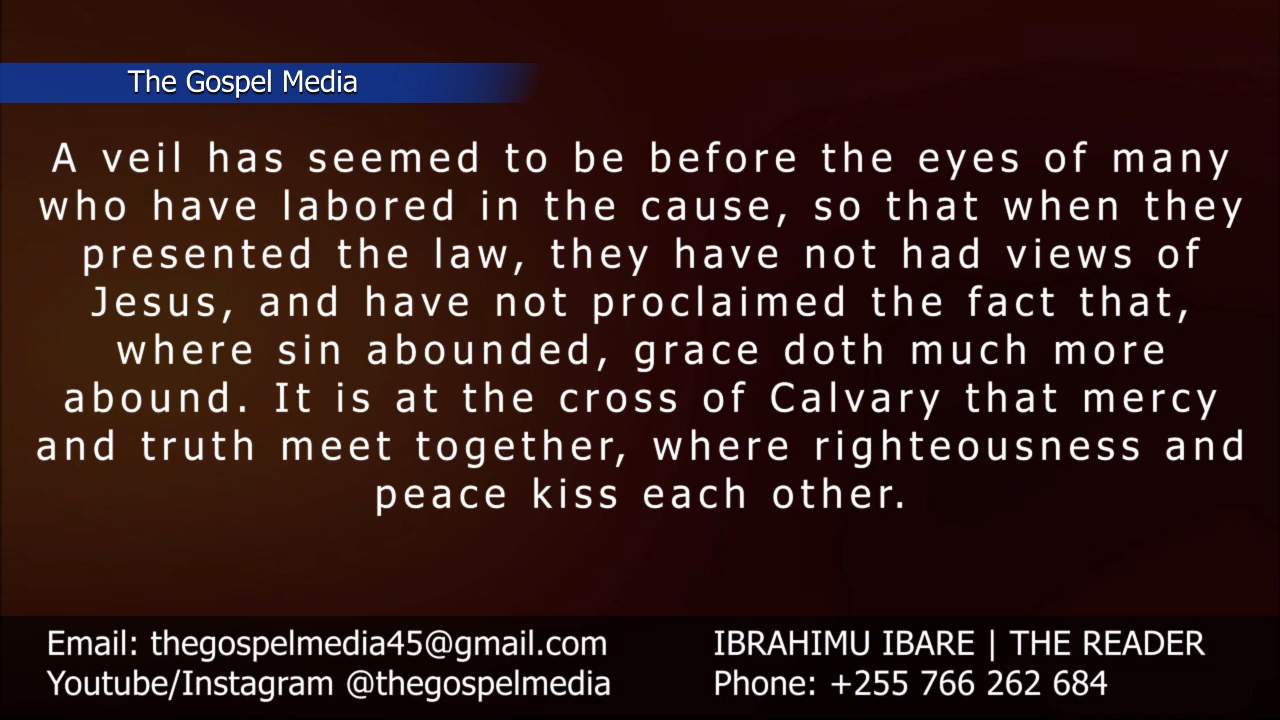 The Gospel Media
A veil has seemed to be before the eyes of many
who have labored in the cause, so that when they
presented the law, they have not had views of
Jesus, and have not proclaimed the fact that,
where sin abounded, grace doth much more
abound. It is at the cross of Calvary that mercy
and truth meet together, where righteousness and
peace kiss each other.
Email: thegospelmedia45@gmail.com
Youtube/Instagram @thegospelmedia
IBRAHIMU IBARE | THE READER
Phone: +255 766 262 684